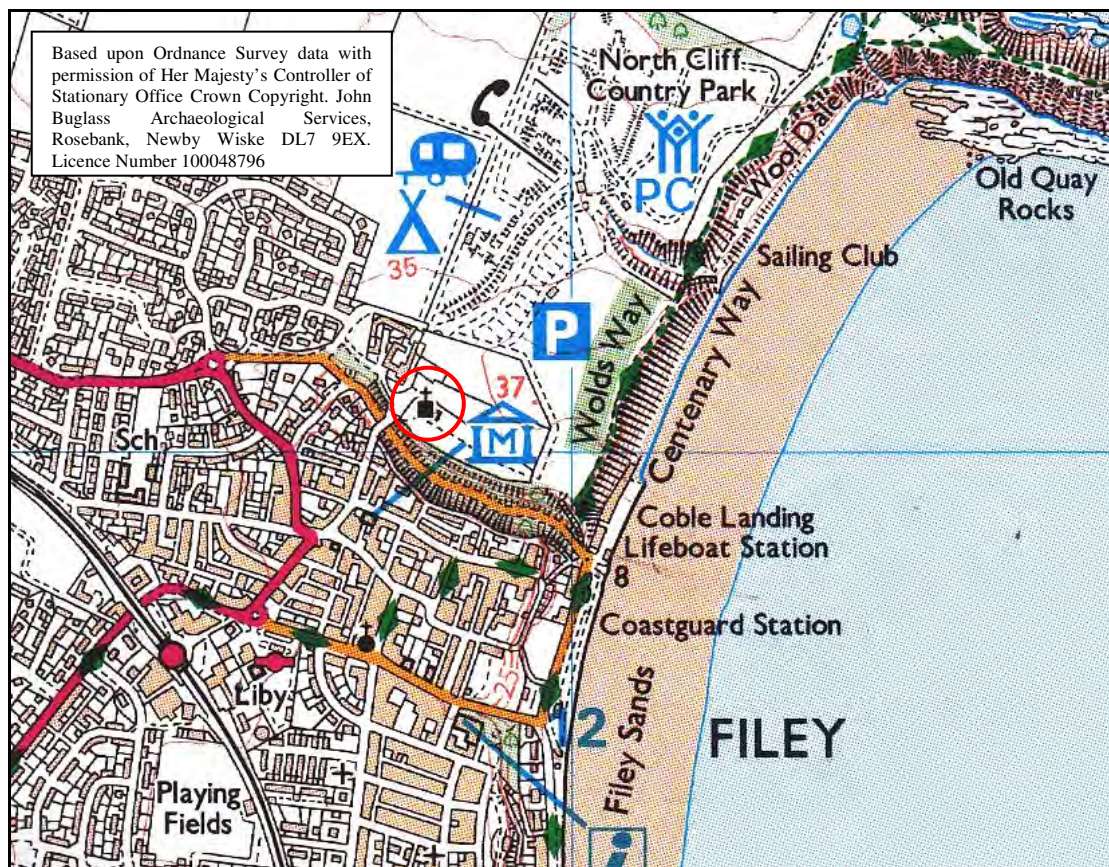 Based upon Ordnance Survey data with
permission of Her Majesty's Controller of
Stationary Office Crown Copyright. John
Buglass Archaeological Services,
Rosebank, Newby Wiske DL7 9EX.
Licence Number 100048796
North Cliff
Country Park
PC
Wool Dale
Old Quay
Rocks
35
Sailing Club
P
Wolds Way
Centenary Way
37
M
Sch
Coble Landing
Lifeboat Station
8
Coastguard Station
25
Liby
12
Filey Sands
FILEY
Playing
Fields
i